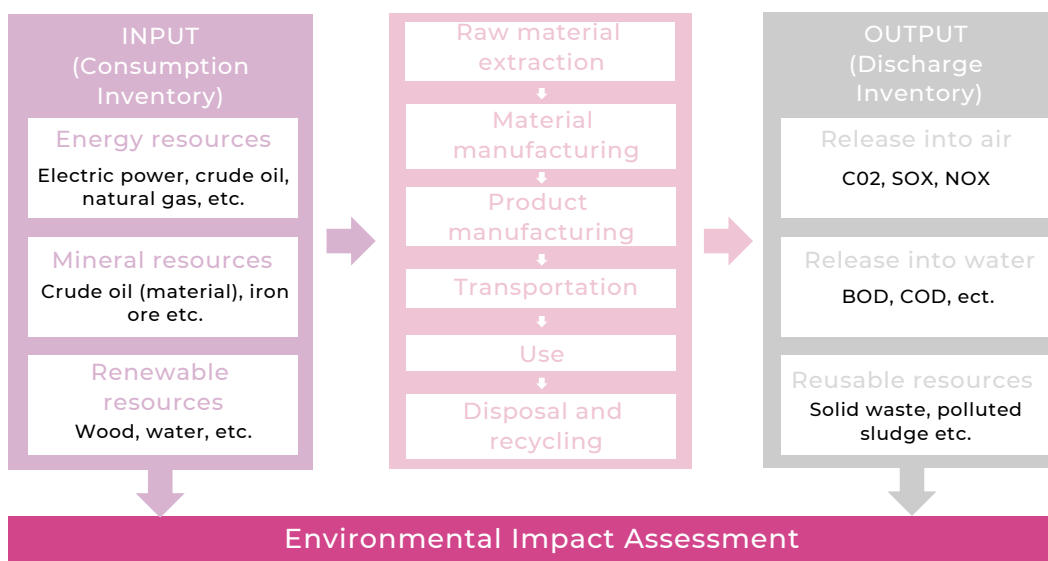 INPUT
(Consumption
Inventory)
Energy resources
Electric power, crude oil,
natural gas, etc.
Mineral resources
Crude oil (material), iron
ore etc.
Renewable
resources
Wood, water, etc.
Raw material
extraction
Material
manufacturing
Product
manufacturing
Transportation
Use
Disposal and
recycling
OUTPUT
(Discharge
Inventory)
Release into air
C02, SOX, NOX
Release into water
BOD, COD, ect.
Reusable resources
Solid waste, polluted
sludge etc.
Environmental Impact Assessment